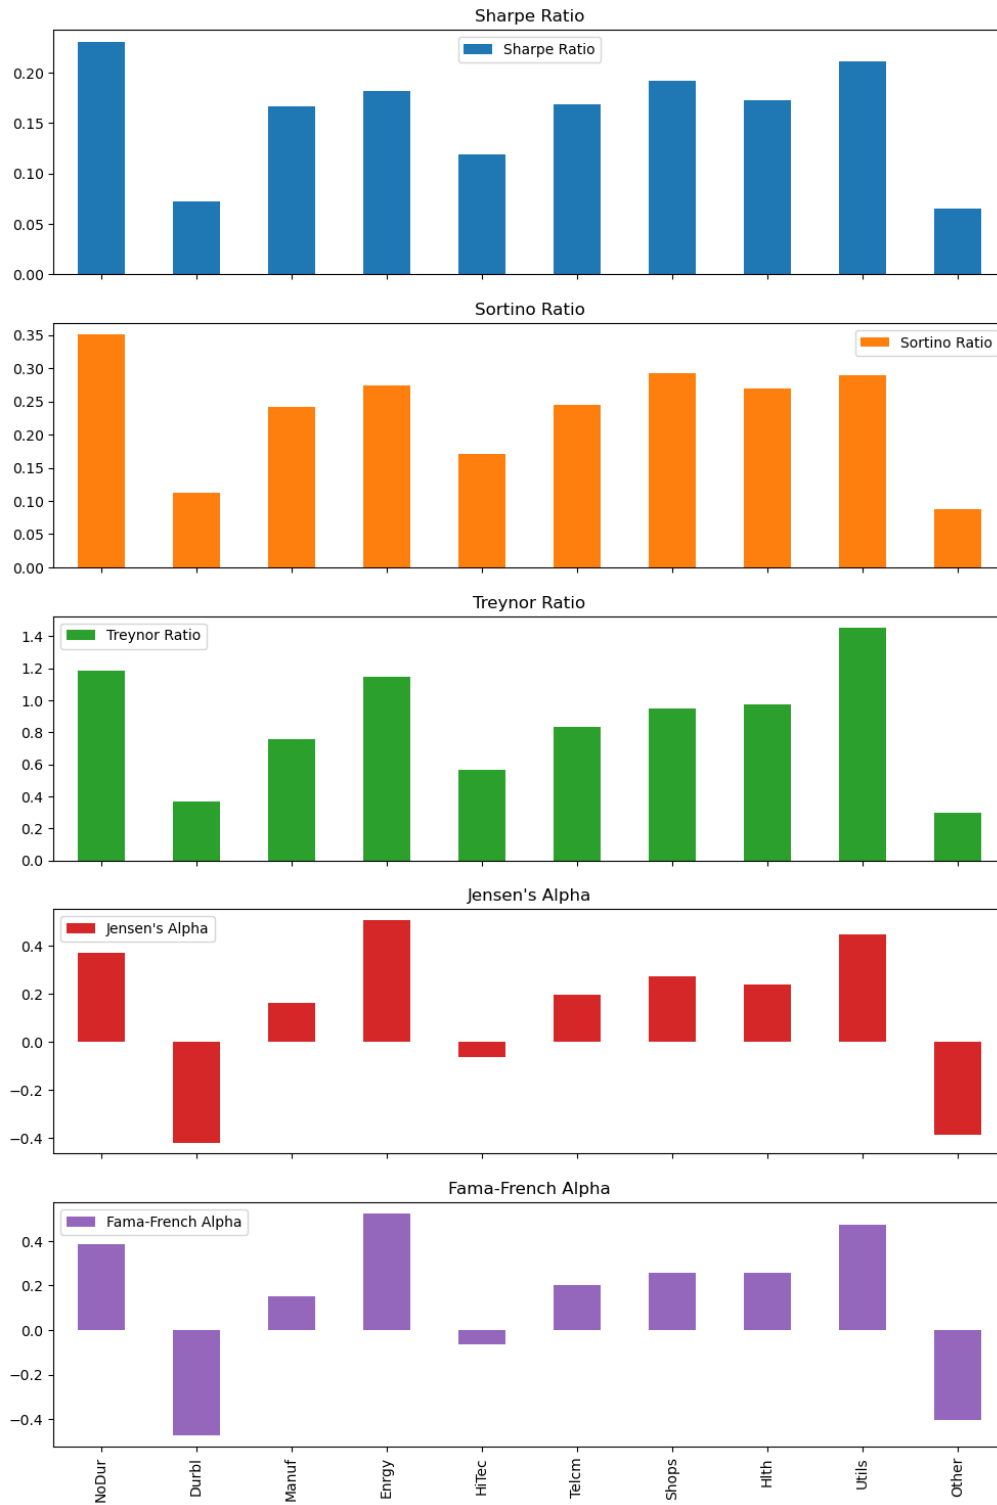 Sharpe Ratio
Sharpe Ratio
0.20
0.15
0.10
0.05
0.00
Sortino Ratio
Sortino Ratio
0.35
0.30
0.25
0.20
0.15
0.10
0.05
0.00
Treynor Ratio
Treynor Ratio
1.4
1.2
1.0
0.8
0.6
0.4
0.2
0.0
Jensen's Alpha
Jensen's Alpha
0.4
0.2
0.0
−0.2
−0.4
Fama-French Alpha
Fama-French Alpha
0.4
0.2
0.0
−0.2
−0.4
NoDur
Durbl
Manuf
Enrgy
HiTec
Telcm
Shops
Hlth
Utils
Other